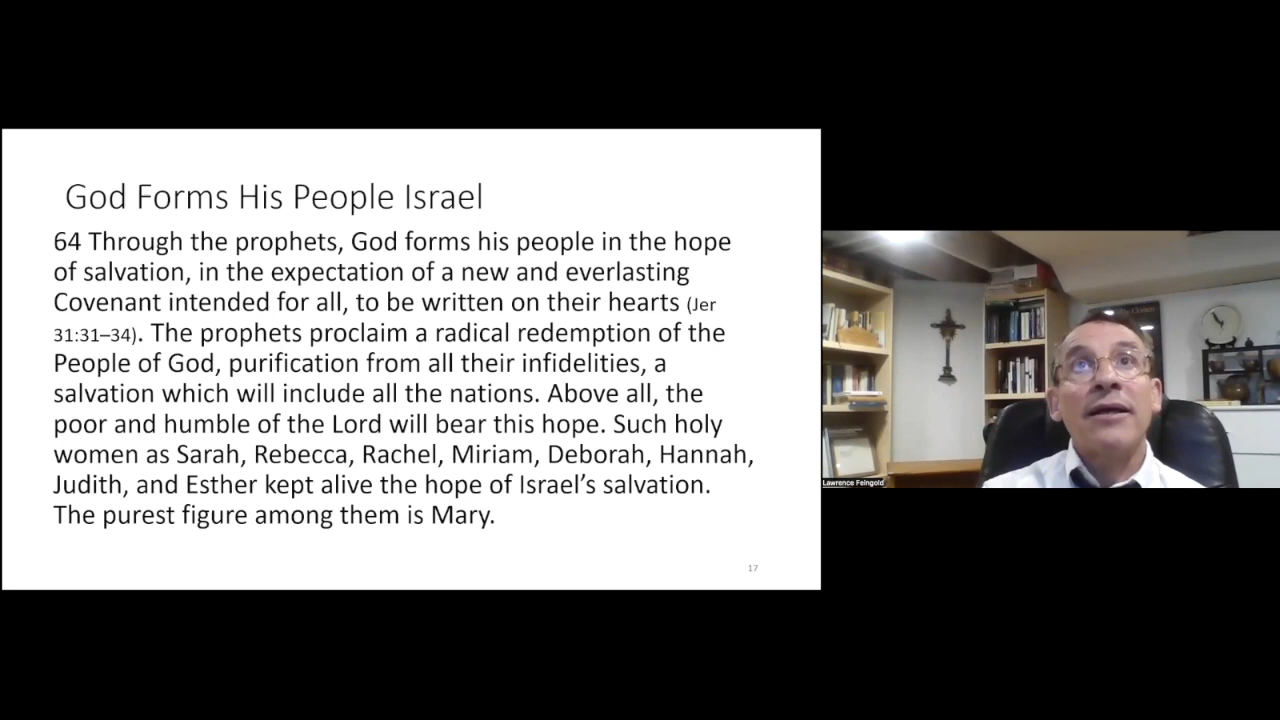 God Forms His People Israel
64 Through the prophets, God forms his people in the hope
of salvation, in the expectation of a new and everlasting
Covenant intended for all, to be written on their hearts (Jer
31:31–34). The prophets proclaim a radical redemption of the
People of God, purification from all their infidelities, a
salvation which will include all the nations. Above all, the
poor and humble of the Lord will bear this hope. Such holy
women as Sarah, Rebecca, Rachel, Miriam, Deborah, Hannah,
Judith, and Esther kept alive the hope of Israel’s salvation.
The purest figure among them is Mary.
17
Lawrence Feingold